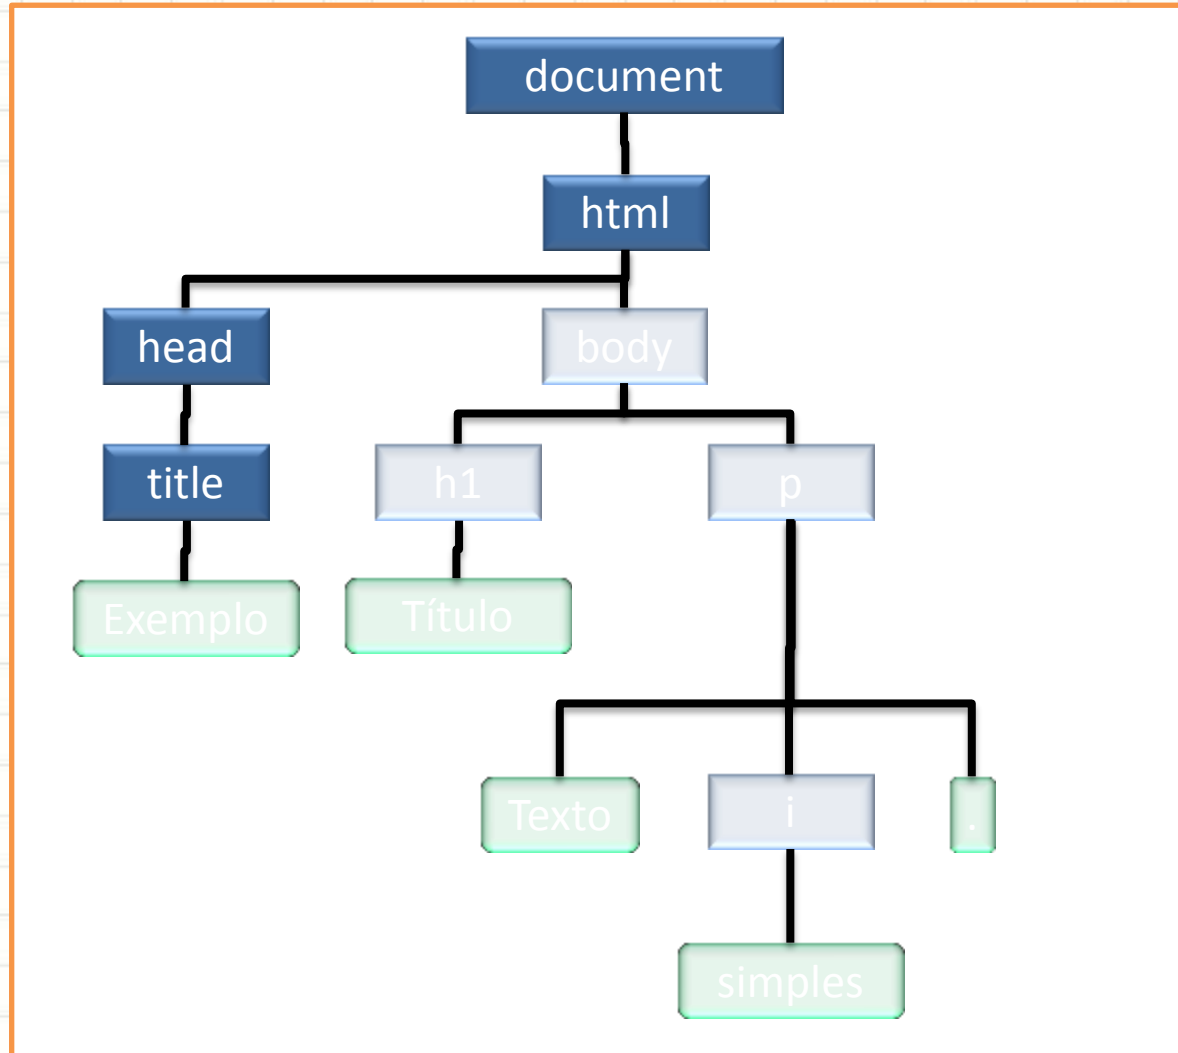 document
html
head
body
title
h1
p
Exemplo
Título
Texto
i
.
simples